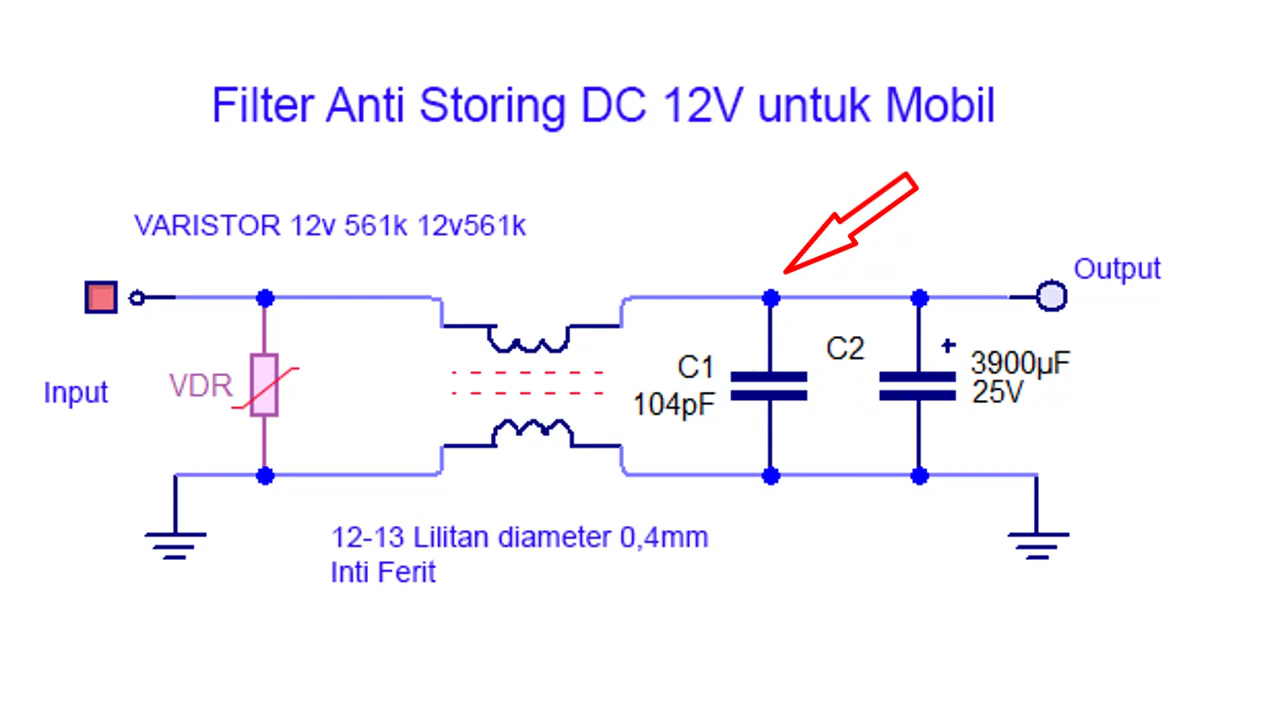 Filter Anti Storing DC 12V untuk Mobil
VARISTOR 12v 561k 12v561k
Output
Input
VDR
C1
104pF
C2
+
3900µF
25V
12-13 Lilitan diameter 0,4mm
Inti Ferit